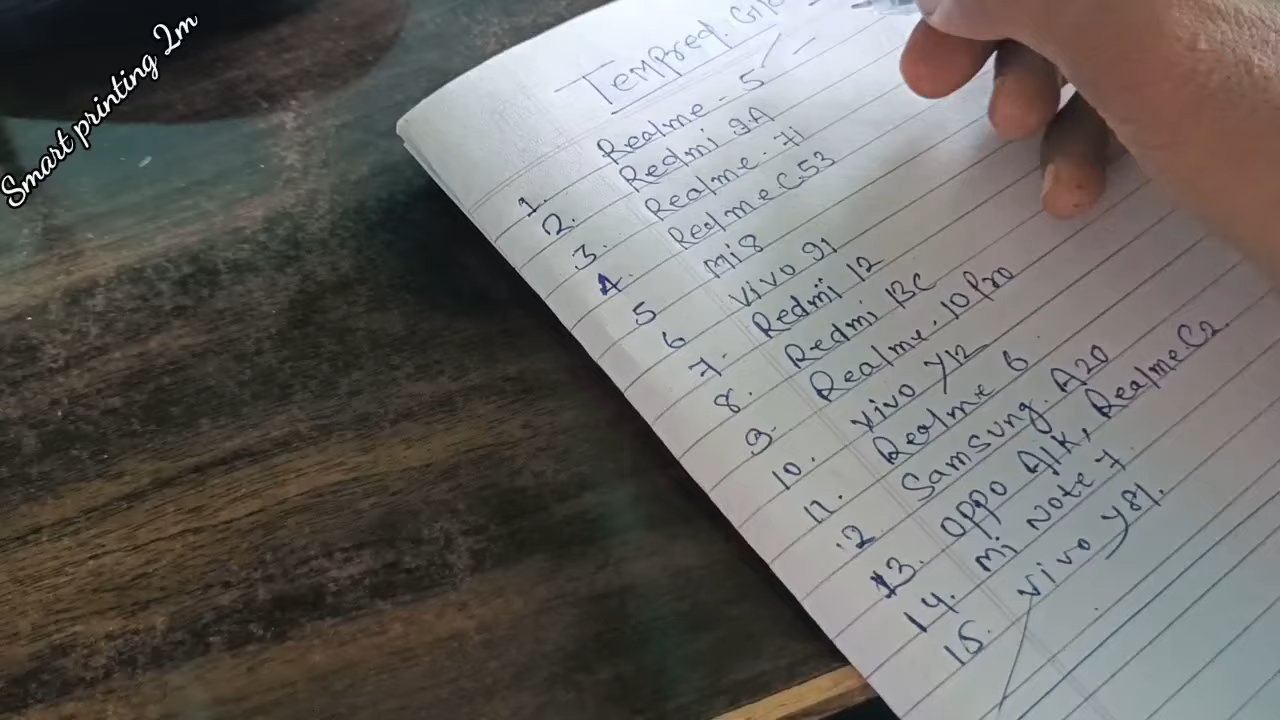 Smart printing 2m
Tempred.
1. Realme - 5
2. Redmi 9A
3. Realme. 7i
4. Realme C53
5 Mi8
6 Vivo 91
7. Redmi 12
8. Redmi 13C
9. Realme. 10 Pro
10. Vivo Y12
11. Realme 6
12 Samsung. A20
13. Oppo A1K, Realme C2.
14. Mi Note 7
15. Vivo Y81.